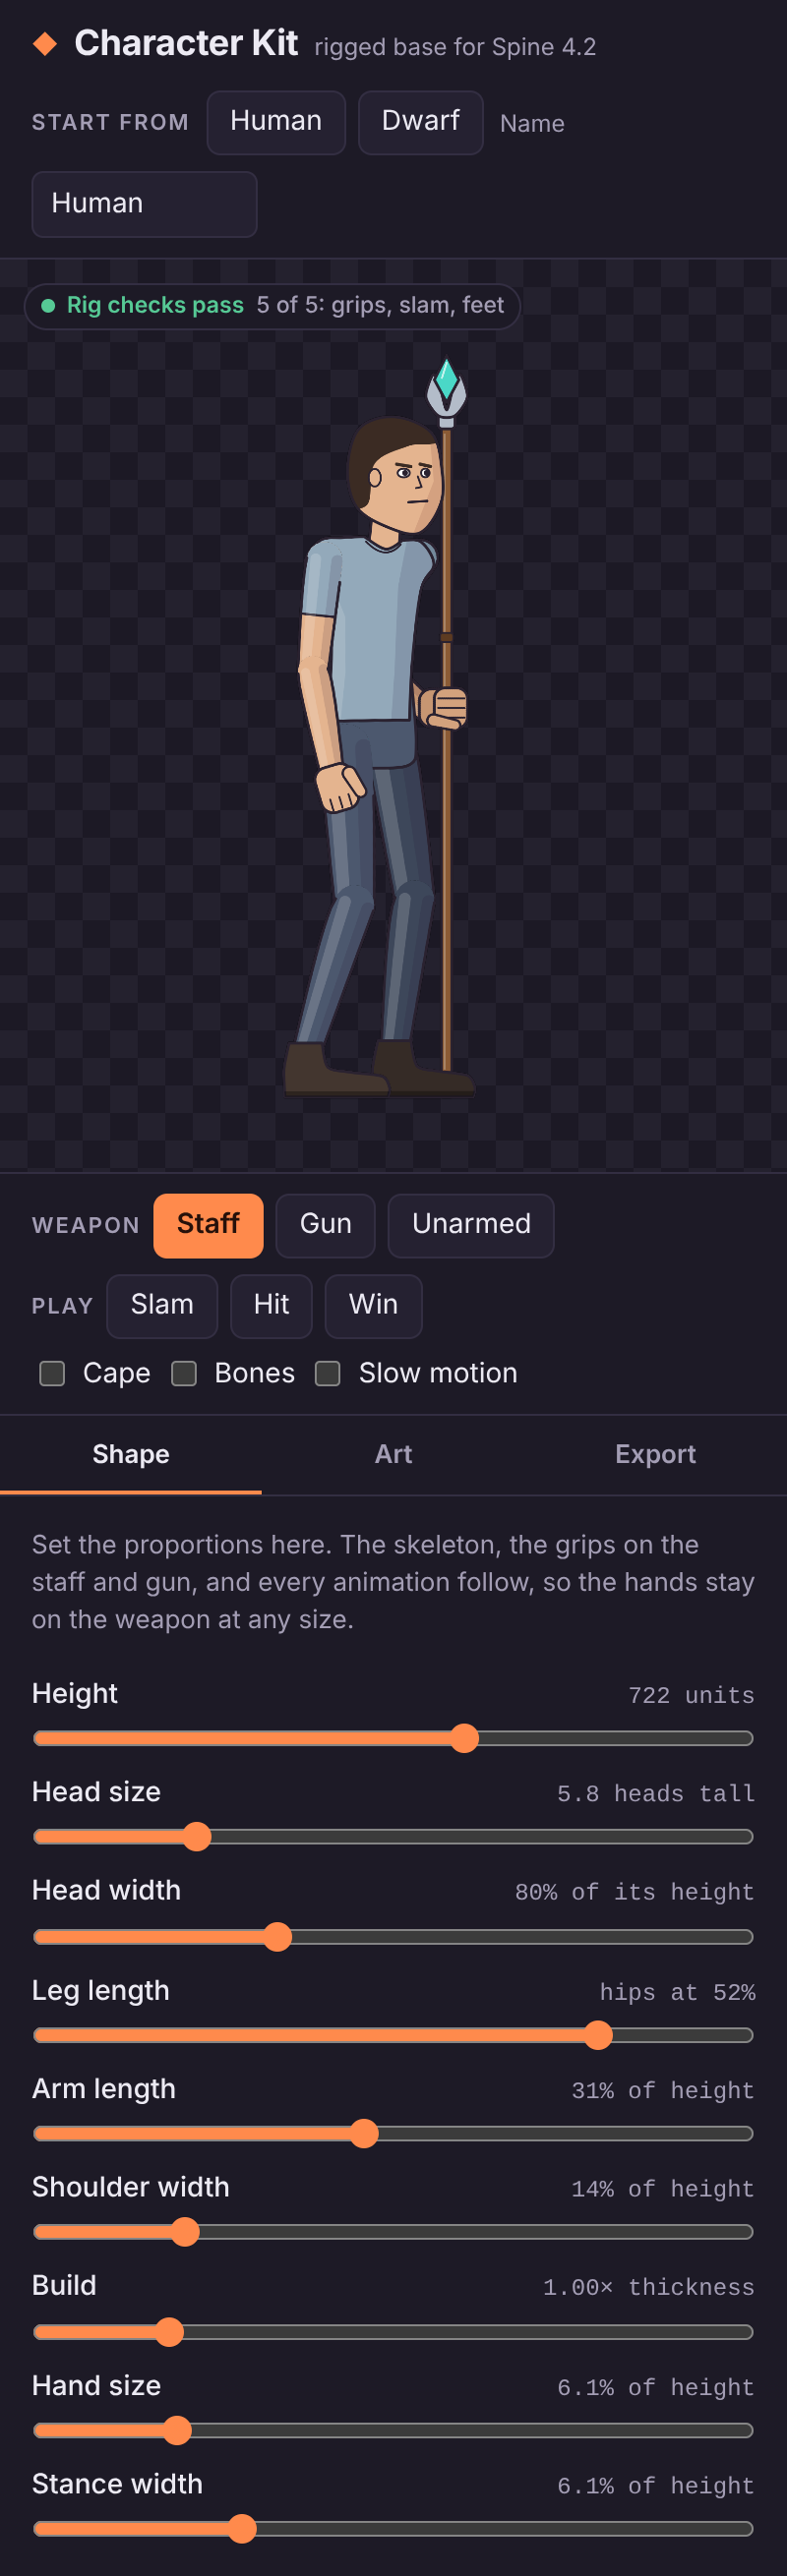 Character Kit rigged base for Spine 4.2
START FROM Human Dwarf Name
Human
Rig checks pass 5 of 5: grips, slam, feet
WEAPON Staff Gun Unarmed
PLAY Slam Hit Win
Cape Bones Slow motion
Shape Art Export
Set the proportions here. The skeleton, the grips on the
staff and gun, and every animation follow, so the hands stay
on the weapon at any size.
Height 722 units
Head size 5.8 heads tall
Head width 80% of its height
Leg length hips at 52%
Arm length 31% of height
Shoulder width 14% of height
Build 1.00× thickness
Hand size 6.1% of height
Stance width 6.1% of height